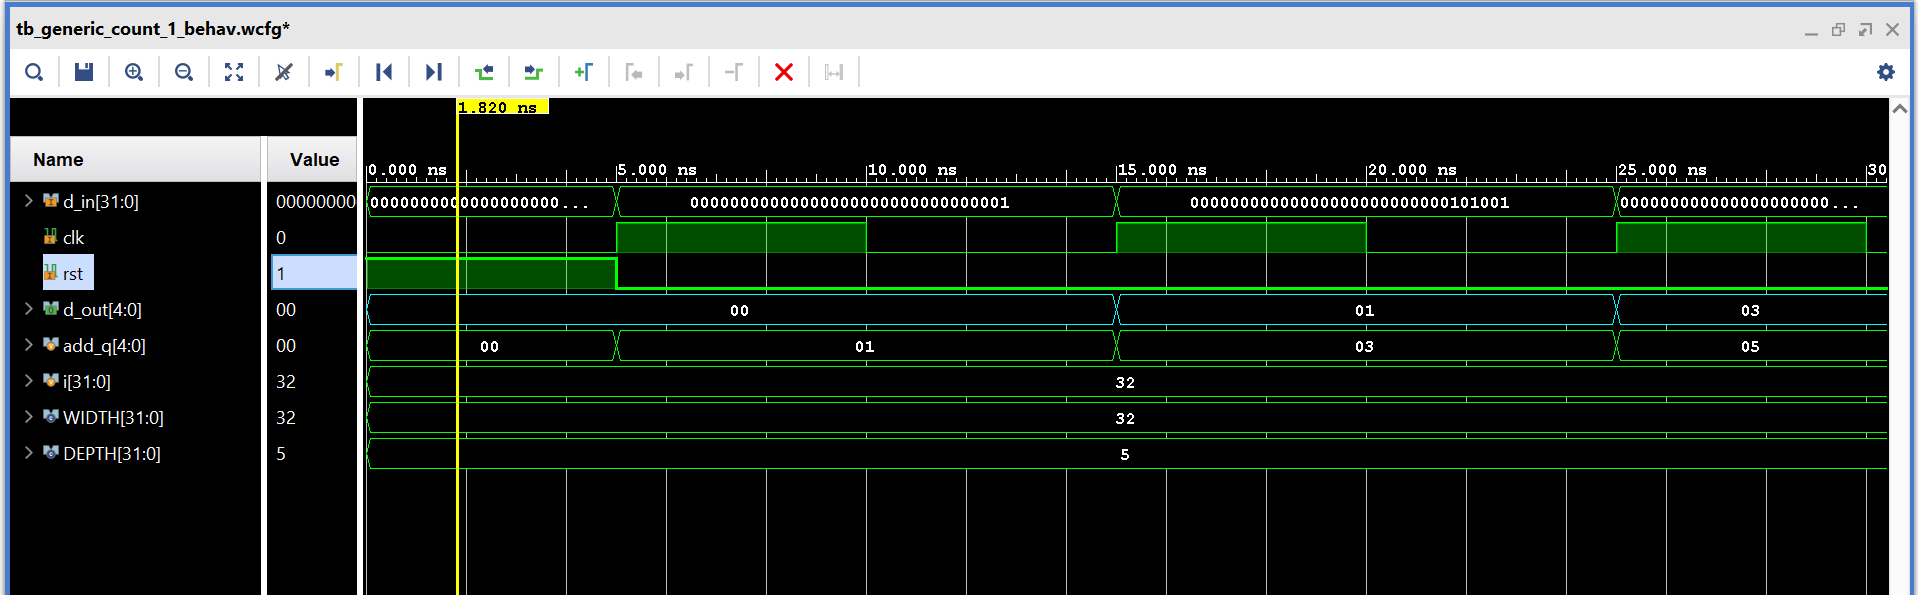 tb_generic_count_1_behav.wcfg*
1.820 ns
Name Value
0.000 ns 5.000 ns 10.000 ns 15.000 ns 20.000 ns 25.000 ns 30
d_in[31:0] 00000000 0000000000000000000... 00000000000000000000000000000001 00000000000000000000000000101001 000000000000000000000...
clk 0
rst 1
d_out[4:0] 00 00 01 03
add_q[4:0] 00 00 01 03 05
i[31:0] 32 32
WIDTH[31:0] 32 32
DEPTH[31:0] 5 5